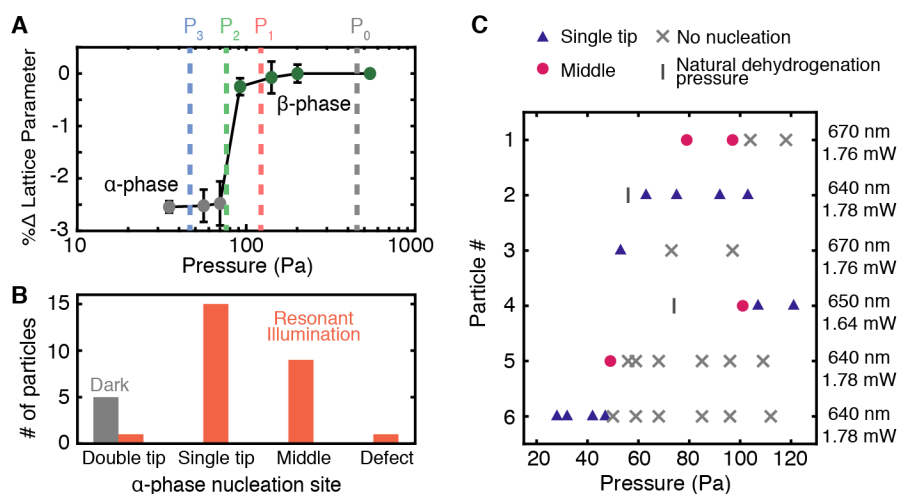 A
P3 P2 P1 P0
0
-1
-2
-3
%Δ Lattice Parameter
β-phase
α-phase
10 100 1000
Pressure (Pa)
B
15
10
5
0
# of particles
Resonant
Illumination
Dark
Double tip Single tip Middle Defect
α-phase nucleation site
C
Single tip
No nucleation
Middle
Natural dehydrogenation
pressure
Particle #
1
670 nm
1.76 mW
2
640 nm
1.78 mW
3
670 nm
1.76 mW
4
650 nm
1.64 mW
5
640 nm
1.78 mW
6
640 nm
1.78 mW
20 40 60 80 100 120
Pressure (Pa)